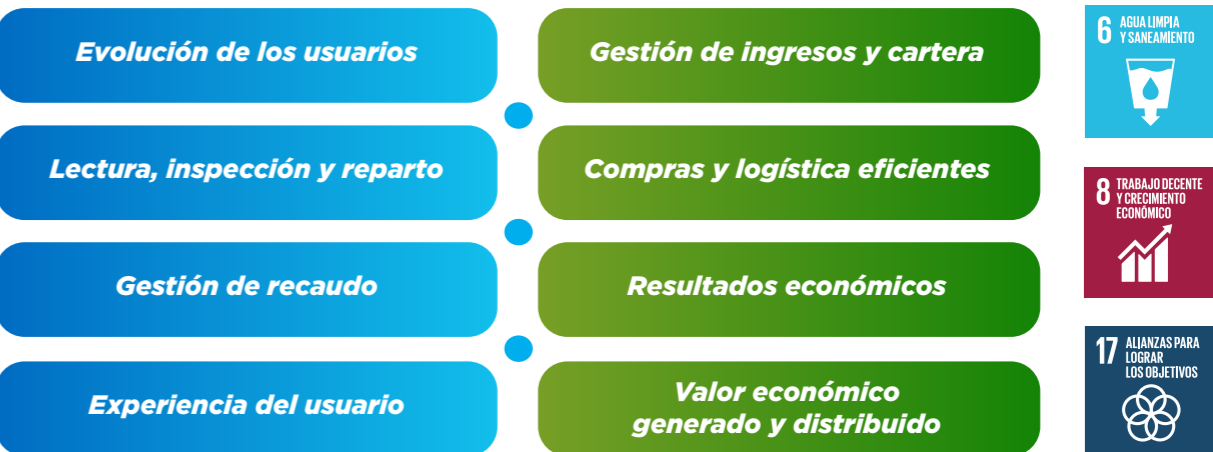 Evolución de los usuarios
Gestión de ingresos y cartera
Lectura, inspección y reparto
Compras y logística eficientes
Gestión de recaudo
Resultados económicos
Experiencia del usuario
Valor económico
generado y distribuido
6 AGUA LIMPIA
Y SANEAMIENTO
8 TRABAJO DECENTE
Y CRECIMIENTO
ECONÓMICO
17 ALIANZAS PARA
LOGRAR
LOS OBJETIVOS